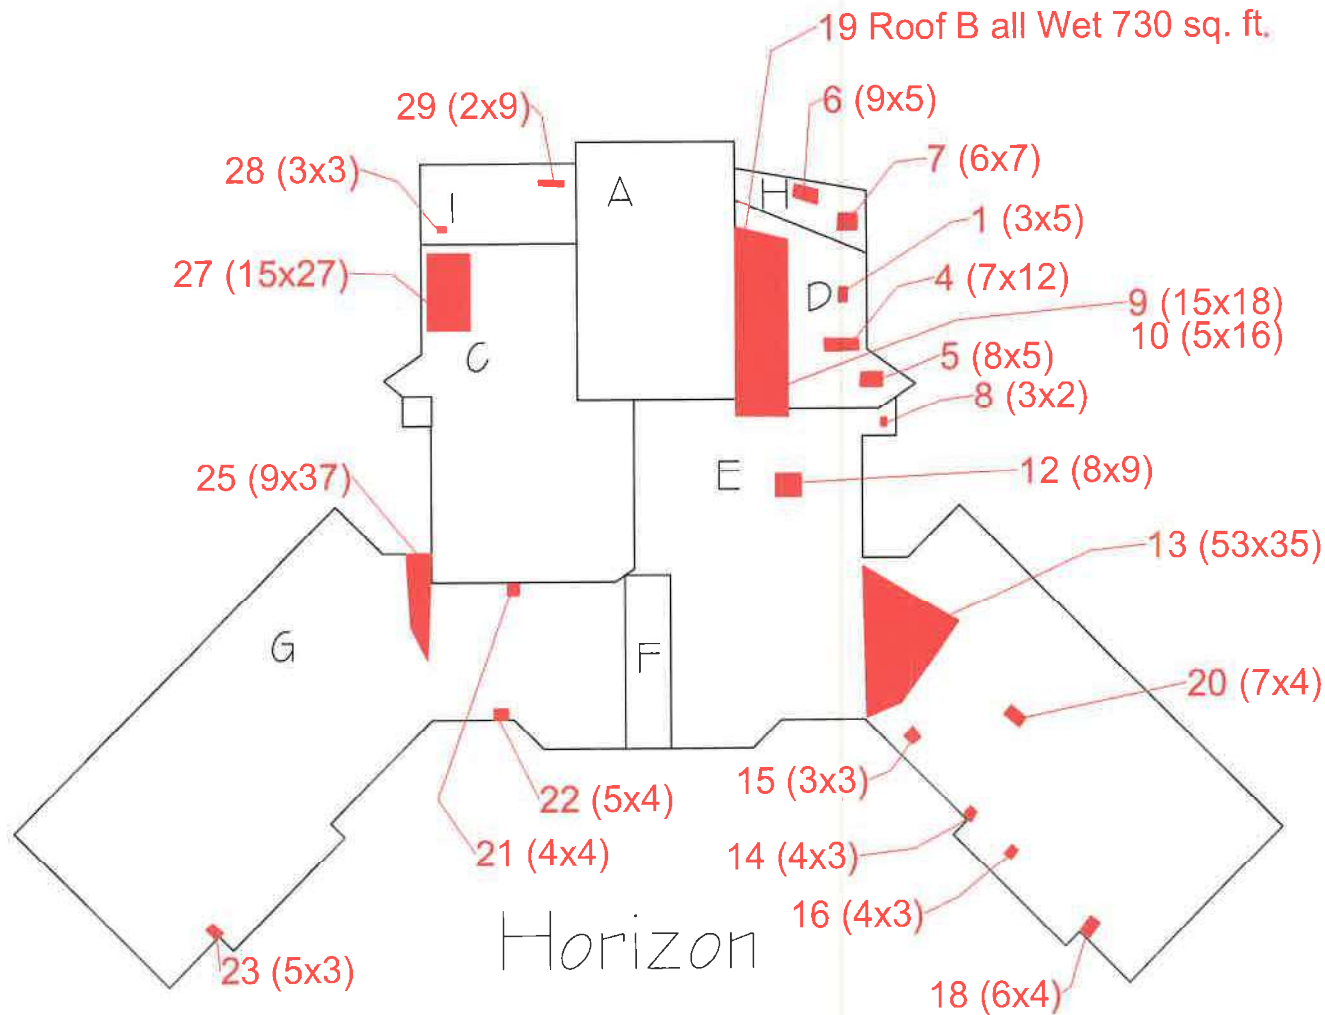 19 Roof B all Wet 730 sq. ft.
29 (2x9)
6 (9x5)
28 (3x3)
I
A
H
7 (6x7)
1 (3x5)
27 (15x27)
D
4 (7x12)
9 (15x18)
10 (5x16)
C
5 (8x5)
8 (3x2)
25 (9x37)
E
12 (8x9)
13 (53x35)
G
F
20 (7x4)
15 (3x3)
22 (5x4)
21 (4x4)
14 (4x3)
16 (4x3)
Horizon
23 (5x3)
18 (6x4)